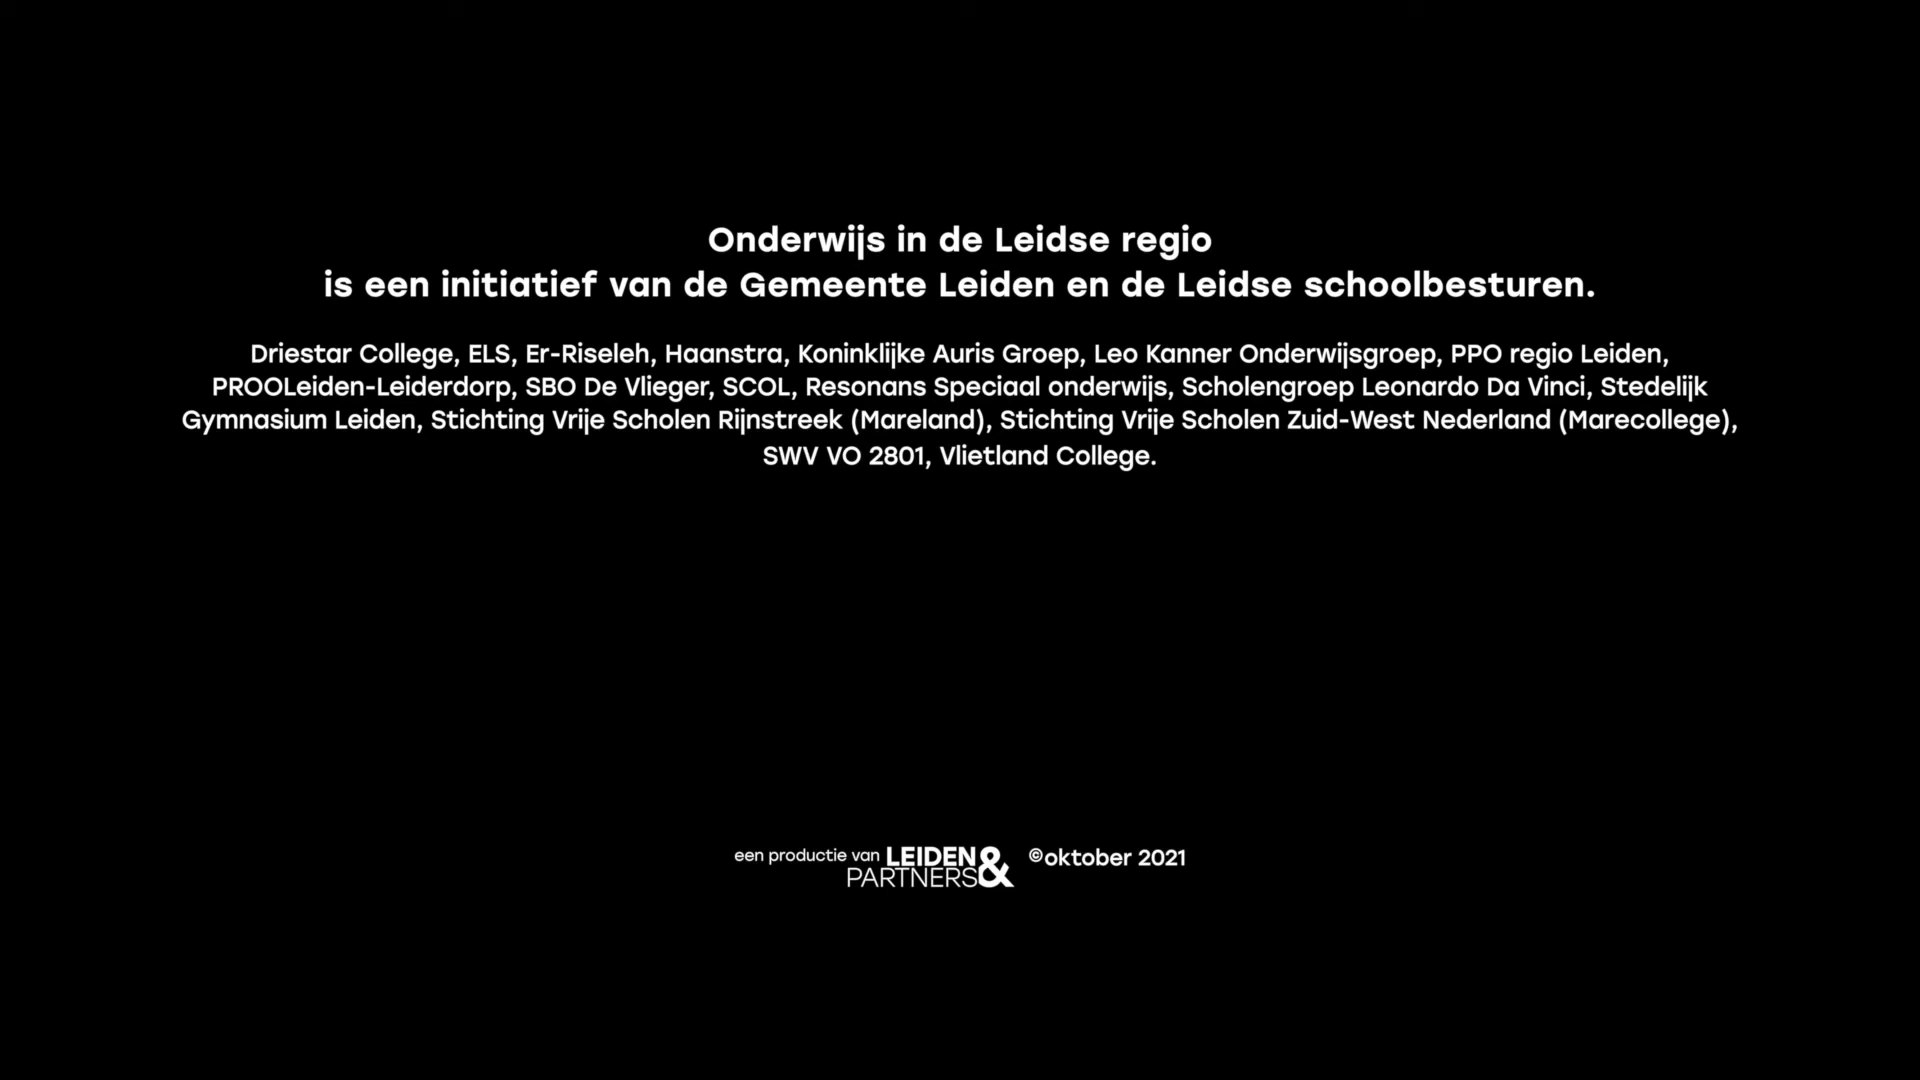 Onderwijs in de Leidse regio
is een initiatief van de Gemeente Leiden en de Leidse schoolbesturen.
Driestar College, ELS, Er-Riseleh, Haanstra, Koninklijke Auris Groep, Leo Kanner Onderwijsgroep, PPO regio Leiden,
PROOLeiden-Leiderdorp, SBO De Vlieger, SCOL, Resonans Speciaal onderwijs, Scholengroep Leonardo Da Vinci, Stedelijk
Gymnasium Leiden, Stichting Vrije Scholen Rijnstreek (Mareland), Stichting Vrije Scholen Zuid-West Nederland (Marecollege),
SWV VO 2801, Vlietland College.
een productie van LEIDEN& ©oktober 2021
PARTNERS